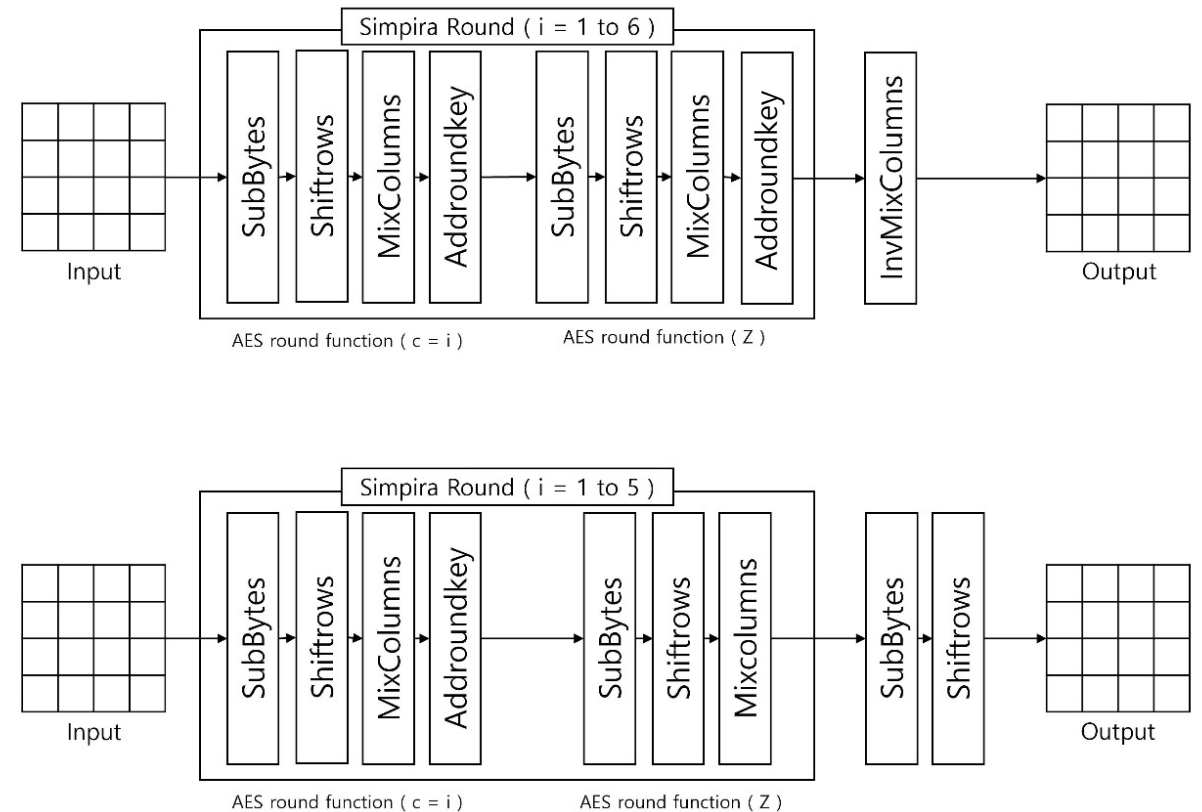 Simpira Round ( i = 1 to 6 )
SubBytes
Shiftrows
MixColumns
Addroundkey
SubBytes
Shiftrows
MixColumns
Addroundkey
InvMixColumns
Input
Output
AES round function ( c = i )
AES round function ( Z )
Simpira Round ( i = 1 to 5 )
SubBytes
Shiftrows
MixColumns
Addroundkey
SubBytes
Shiftrows
Mixcolumns
SubBytes
Shiftrows
Input
Output
AES round function ( c = i )
AES round function ( Z )